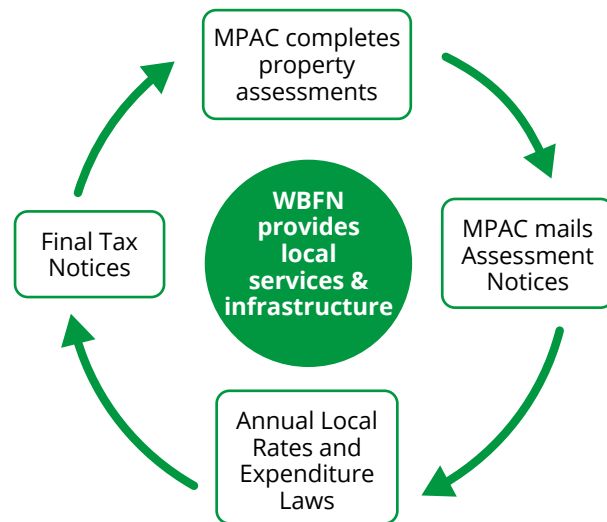 MPAC completes
property
assessments
MPAC mails
Assessment
Notices
Annual Local
Rates and
Expenditure
Laws
Final Tax
Notices
WBFN
provides
local
services &
infrastructure